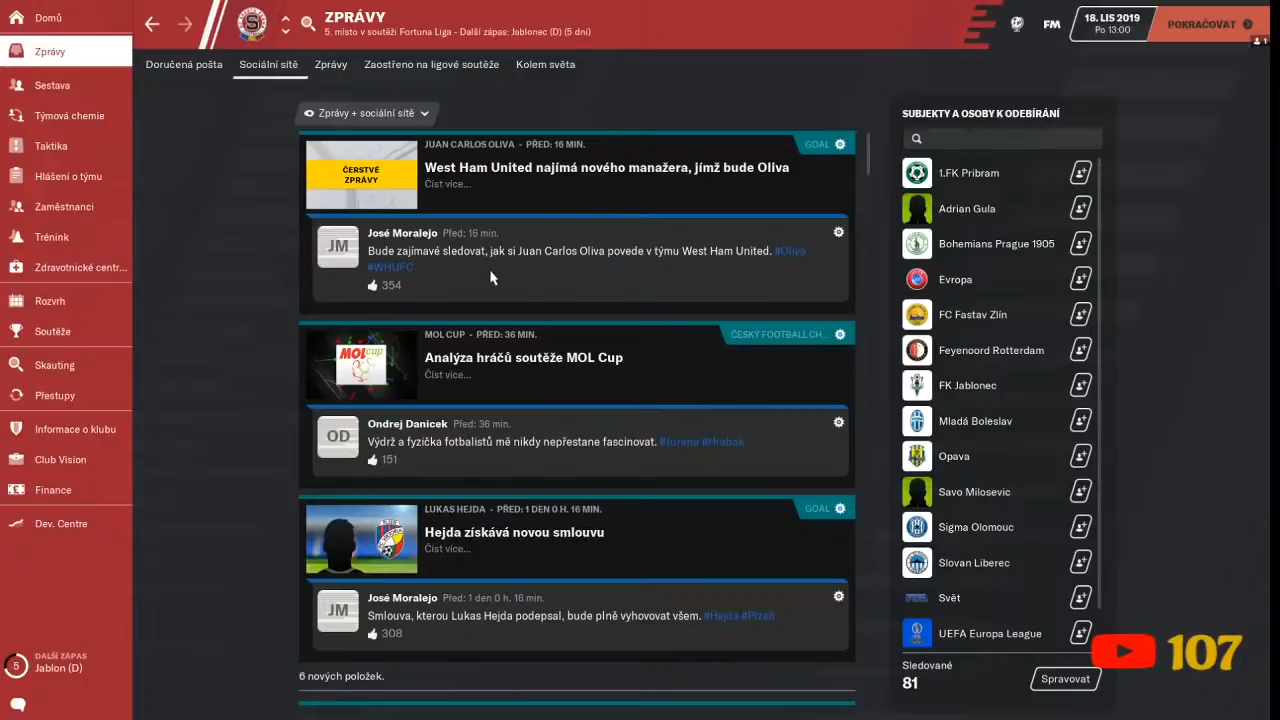 Domů
Zprávy
Sestava
Týmová chemie
Taktika
Hlášení o týmu
Zaměstnanci
Trénink
Zdravotnické centr...
Rozvrh
Soutěže
Skauting
Přestupy
Informace o klubu
Club Vision
Finance
Dev. Centre
5
DALŠÍ ZÁPAS
Jablon (D)
ZPRÁVY
5. místo v soutěži Fortuna Liga - Další zápas: Jablonec (D) (5 dní)
FM
18. LIS 2019
Po 13:00
POKRAČOVAT
1
Doručená pošta
Sociální sítě
Zprávy
Zaostřeno na ligové soutěže
Kolem světa
Zprávy + sociální sítě
ČERSTVÉ
ZPRÁVY
JUAN CARLOS OLIVA - PŘED: 16 MIN.
GOAL
West Ham United najímá nového manažera, jímž bude Oliva
Číst více...
JM
José Moralejo Před: 16 min.
Bude zajímavé sledovat, jak si Juan Carlos Oliva povede v týmu West Ham United. #Oliva
#WHUFC
354
MOL cup
MOL CUP - PŘED: 36 MIN.
ČESKÝ FOOTBALL CH...
Analýza hráčů soutěže MOL Cup
Číst více...
OD
Ondrej Danicek Před: 36 min.
Výdrž a fyzička fotbalistů mě nikdy nepřestane fascinovat. #Jurena #Hrabak
151
LUKAS HEJDA - PŘED: 1 DEN 0 H. 16 MIN.
GOAL
Hejda získává novou smlouvu
Číst více...
JM
José Moralejo Před: 1 den 0 h. 16 min.
Smlouva, kterou Lukas Hejda podepsal, bude plně vyhovovat všem. #Hejda #Plzeň
308
6 nových položek.
SUBJEKTY A OSOBY K ODEBÍRÁNÍ
1.FK Pribram
Adrian Gula
Bohemians Prague 1905
Evropa
FC Fastav Zlín
Feyenoord Rotterdam
FK Jablonec
Mladá Boleslav
Opava
Savo Milosevic
Sigma Olomouc
Slovan Liberec
FIFA
Svět
UEFA Europa League
Sledované
81
Spravovat
107